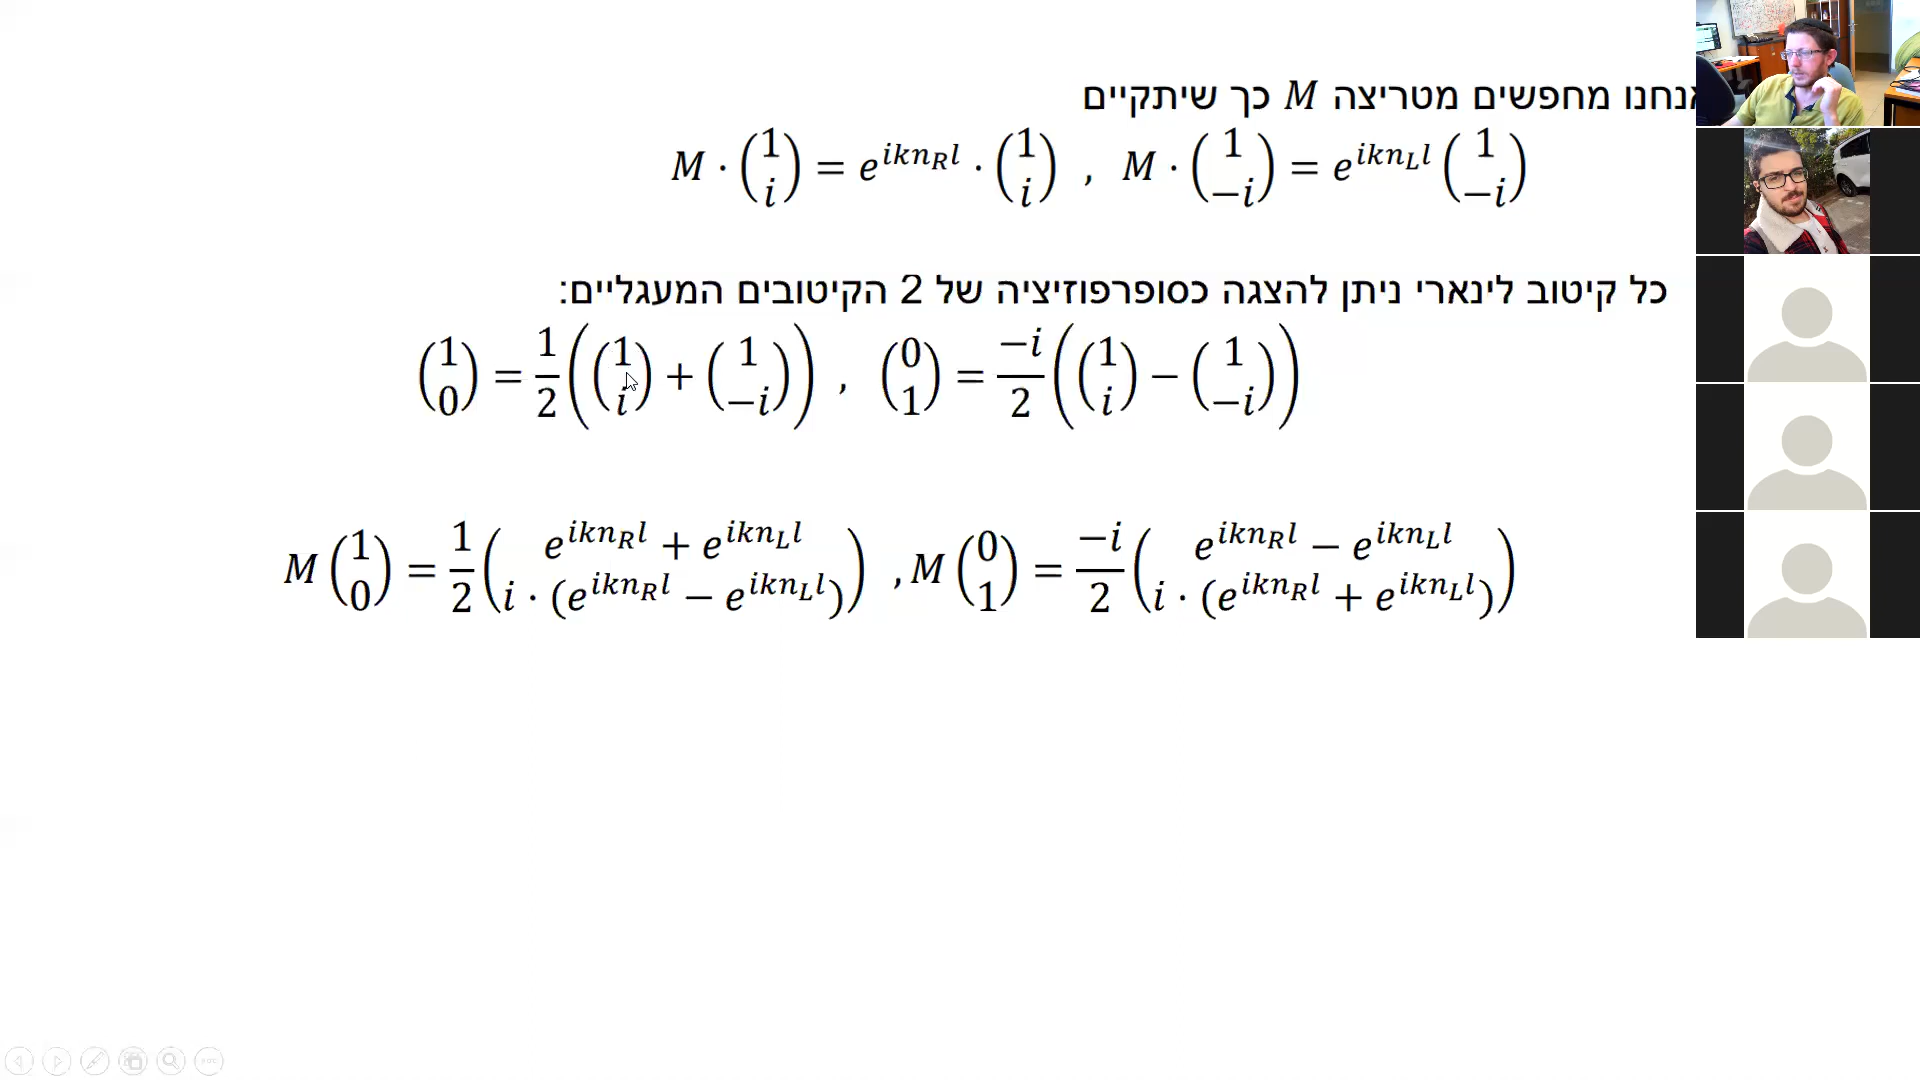 אנחנו מחפשים מטריצה M כך שיתקיים
M · (1 i) = e^{ikn_R l} · (1 i) , M · (1 −i) = e^{ikn_L l} (1 −i)
כל קיטוב לינארי ניתן להצגה כסופרפוזיציה של 2 הקיטובים המעגליים:
(1 0) = 1/2 ((1 i) + (1 −i)) , (0 1) = −i/2 ((1 i) − (1 −i))
M (1 0) = 1/2 (e^{ikn_R l} + e^{ikn_L l} i · (e^{ikn_R l} − e^{ikn_L l})) , M (0 1) = −i/2 (e^{ikn_R l} − e^{ikn_L l} i · (e^{ikn_R l} + e^{ikn_L l}))